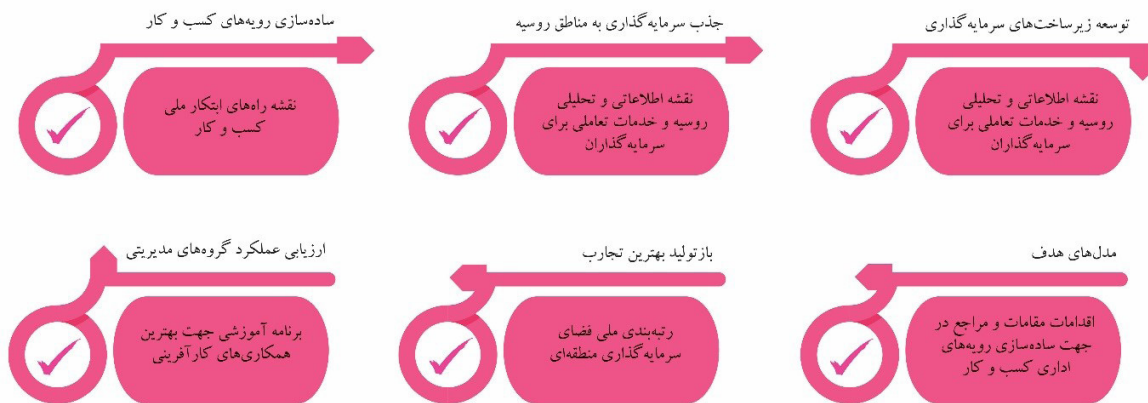 توسعه زیرساخت‌های سرمایه‌گذاری
نقشه اطلاعاتی و تحلیلی
روسیه و خدمات تعاملی برای
سرمایه‌گذاران
جذب سرمایه‌گذاری به مناطق روسیه
نقشه اطلاعاتی و تحلیلی
روسیه و خدمات تعاملی برای
سرمایه‌گذاران
ساده‌سازی رویه‌های کسب و کار
نقشه راه‌های ابتکار ملی
کسب و کار
مدل‌های هدف
اقدامات مقامات و مراجع در
جهت ساده‌سازی رویه‌های
اداری کسب و کار
بازتولید بهترین تجارب
رتبه‌بندی ملی فضای
سرمایه‌گذاری منطقه‌ای
ارزیابی عملکرد گروه‌های مدیریتی
برنامه آموزشی جهت بهترین
همکاری‌های کارآفرینی